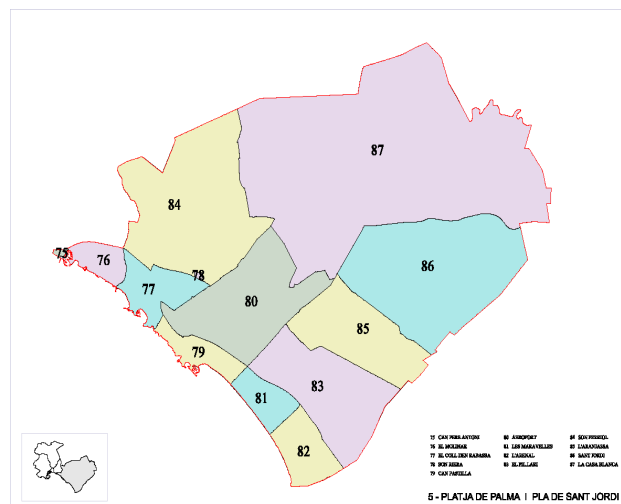 87
84
75
76
86
78
77
80
85
79
83
81
82
75 CAN PERE ANTONI 80 AEROPORT 84 SON FERRIOL
76 EL MOLINAR 81 LES MARAVELLES 85 L'ARANJASSA
77 EL COLL DEN RABASSA 82 L'ARENAL 86 SANT JORDI
78 SON RIERA 83 EL PILLARI 87 LA CASA BLANCA
79 CAN PASTILLA
5 - PLATJA DE PALMA I PLA DE SANT JORDI